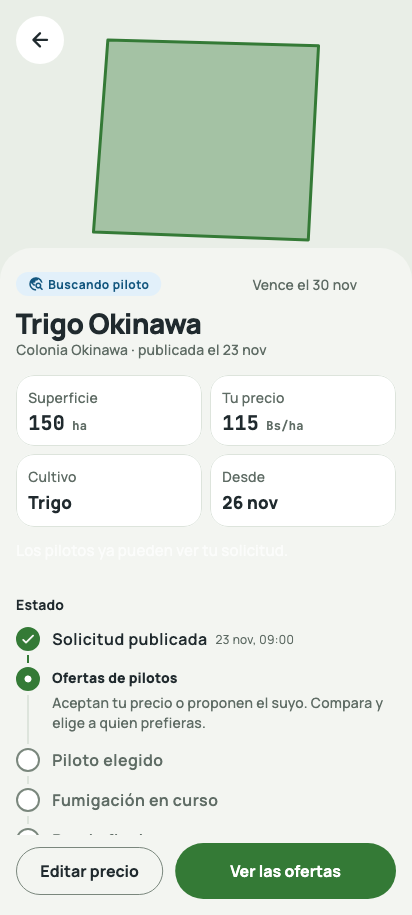 Buscando piloto
Vence el 30 nov
Trigo Okinawa
Colonia Okinawa · publicada el 23 nov
Superficie
150 ha
Tu precio
115 Bs/ha
Cultivo
Trigo
Desde
26 nov
Los pilotos ya pueden ver tu solicitud.
Estado
Solicitud publicada 23 nov, 09:00
Ofertas de pilotos
Aceptan tu precio o proponen el suyo. Compara y
elige a quien prefieras.
Piloto elegido
Fumigación en curso
Editar precio
Ver las ofertas